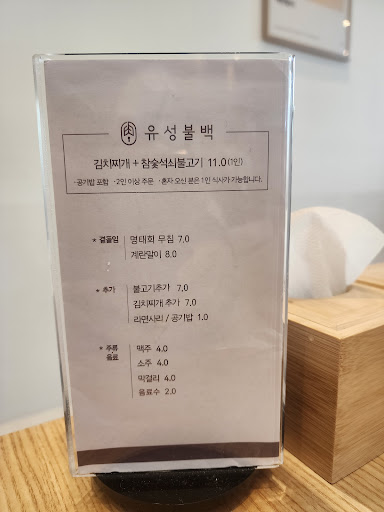 유성불백
김치찌개 + 참숯석쇠불고기 11.0(1인)
·공기밥 포함 ·2인 이상 주문 ·혼자 오신 분은 1인 식사가 가능합니다.
* 곁들임 명태회 무침 7.0
계란말이 8.0
* 추가 불고기추가 7.0
김치찌개 추가 7.0
라면사리 / 공기밥 1.0
* 주류 맥주 4.0
음료 소주 4.0
막걸리 4.0
음료수 2.0